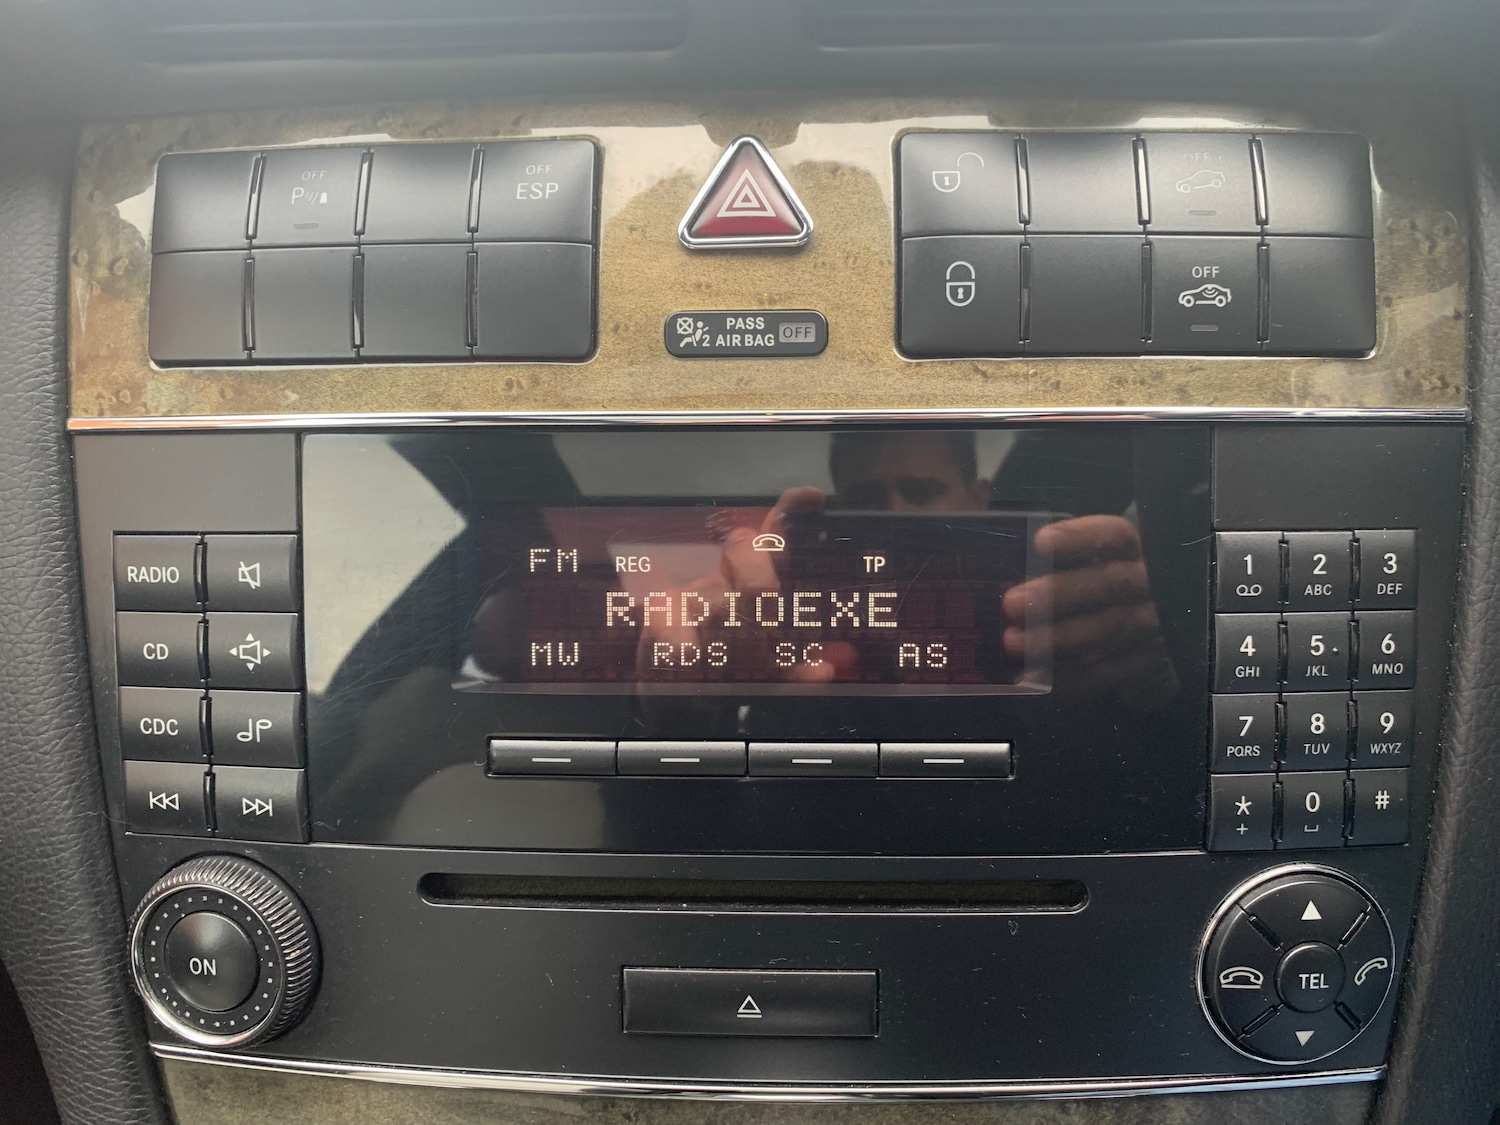 OFF
P
OFF
ESP
OFF
OFF
PASS
2 AIR BAG OFF
FM REG TP
RADIOEXE
MW RDS SC AS
RADIO
CD
CDC
ON
1 2 ABC 3 DEF
4 GHI 5 JKL 6 MNO
7 PQRS 8 TUV 9 WXYZ
* + 0 #
TEL